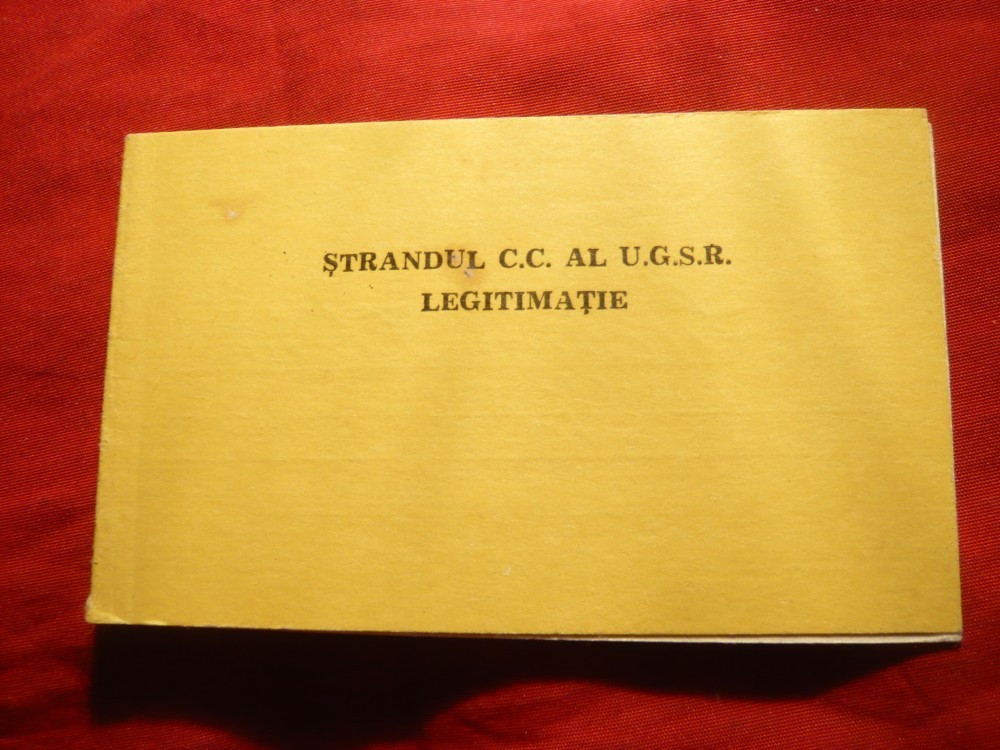 ȘTRANDUL C.C. AL U.G.S.R.
LEGITIMAȚIE